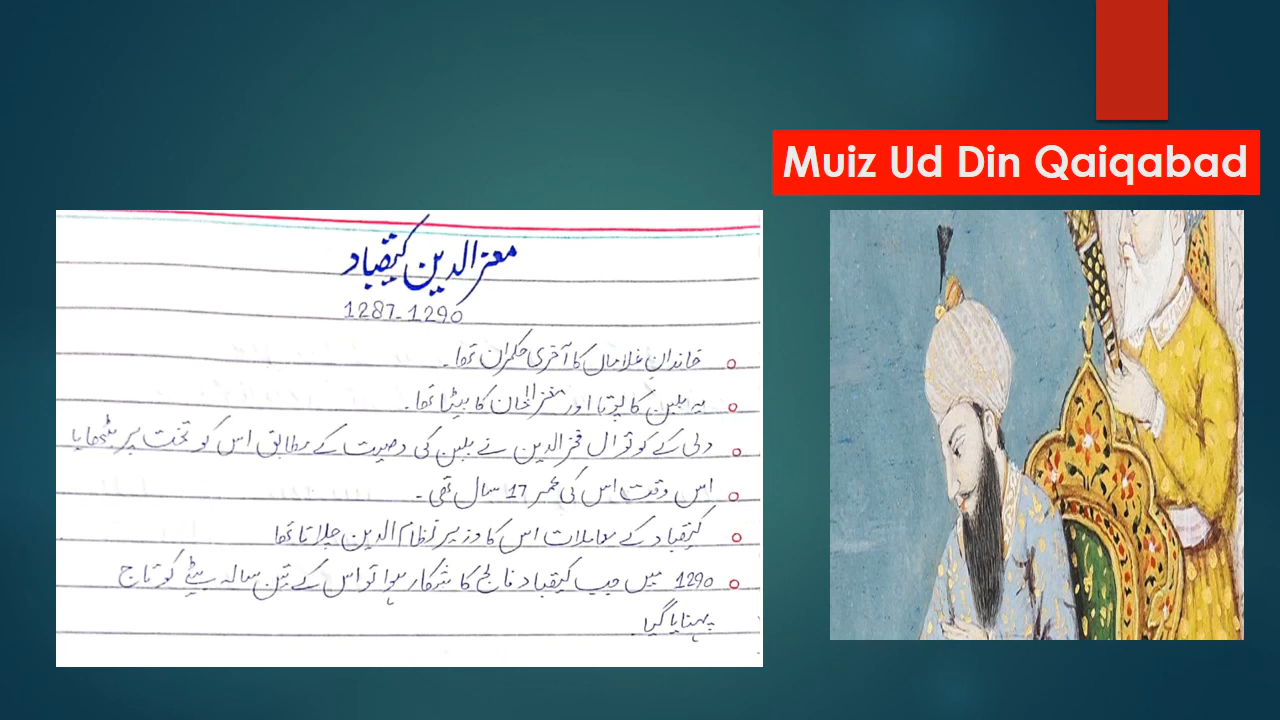 Muiz Ud Din Qaiqabad
معزالدین کیقباد
1287-1290
خاندانِ غلاماں کا آخری حکمران تھا۔
یہ بلبن کا پوتا اور کا بیٹا تھا۔
دلی کے کوتوال فخرالدین نے بلبن کی وصیت کے مطابق اس کو تخت پر بٹھایا
اس وقت اس کی عمر 17 سال تھی۔
کیقباد کے معاملات اس کا وزیر نظام الدین چلاتا تھا
1290 میں جب کیقباد فالج کا شکار ہوا تو اس کے تین سالہ بیٹے کو تاج
پہنایا گیا۔